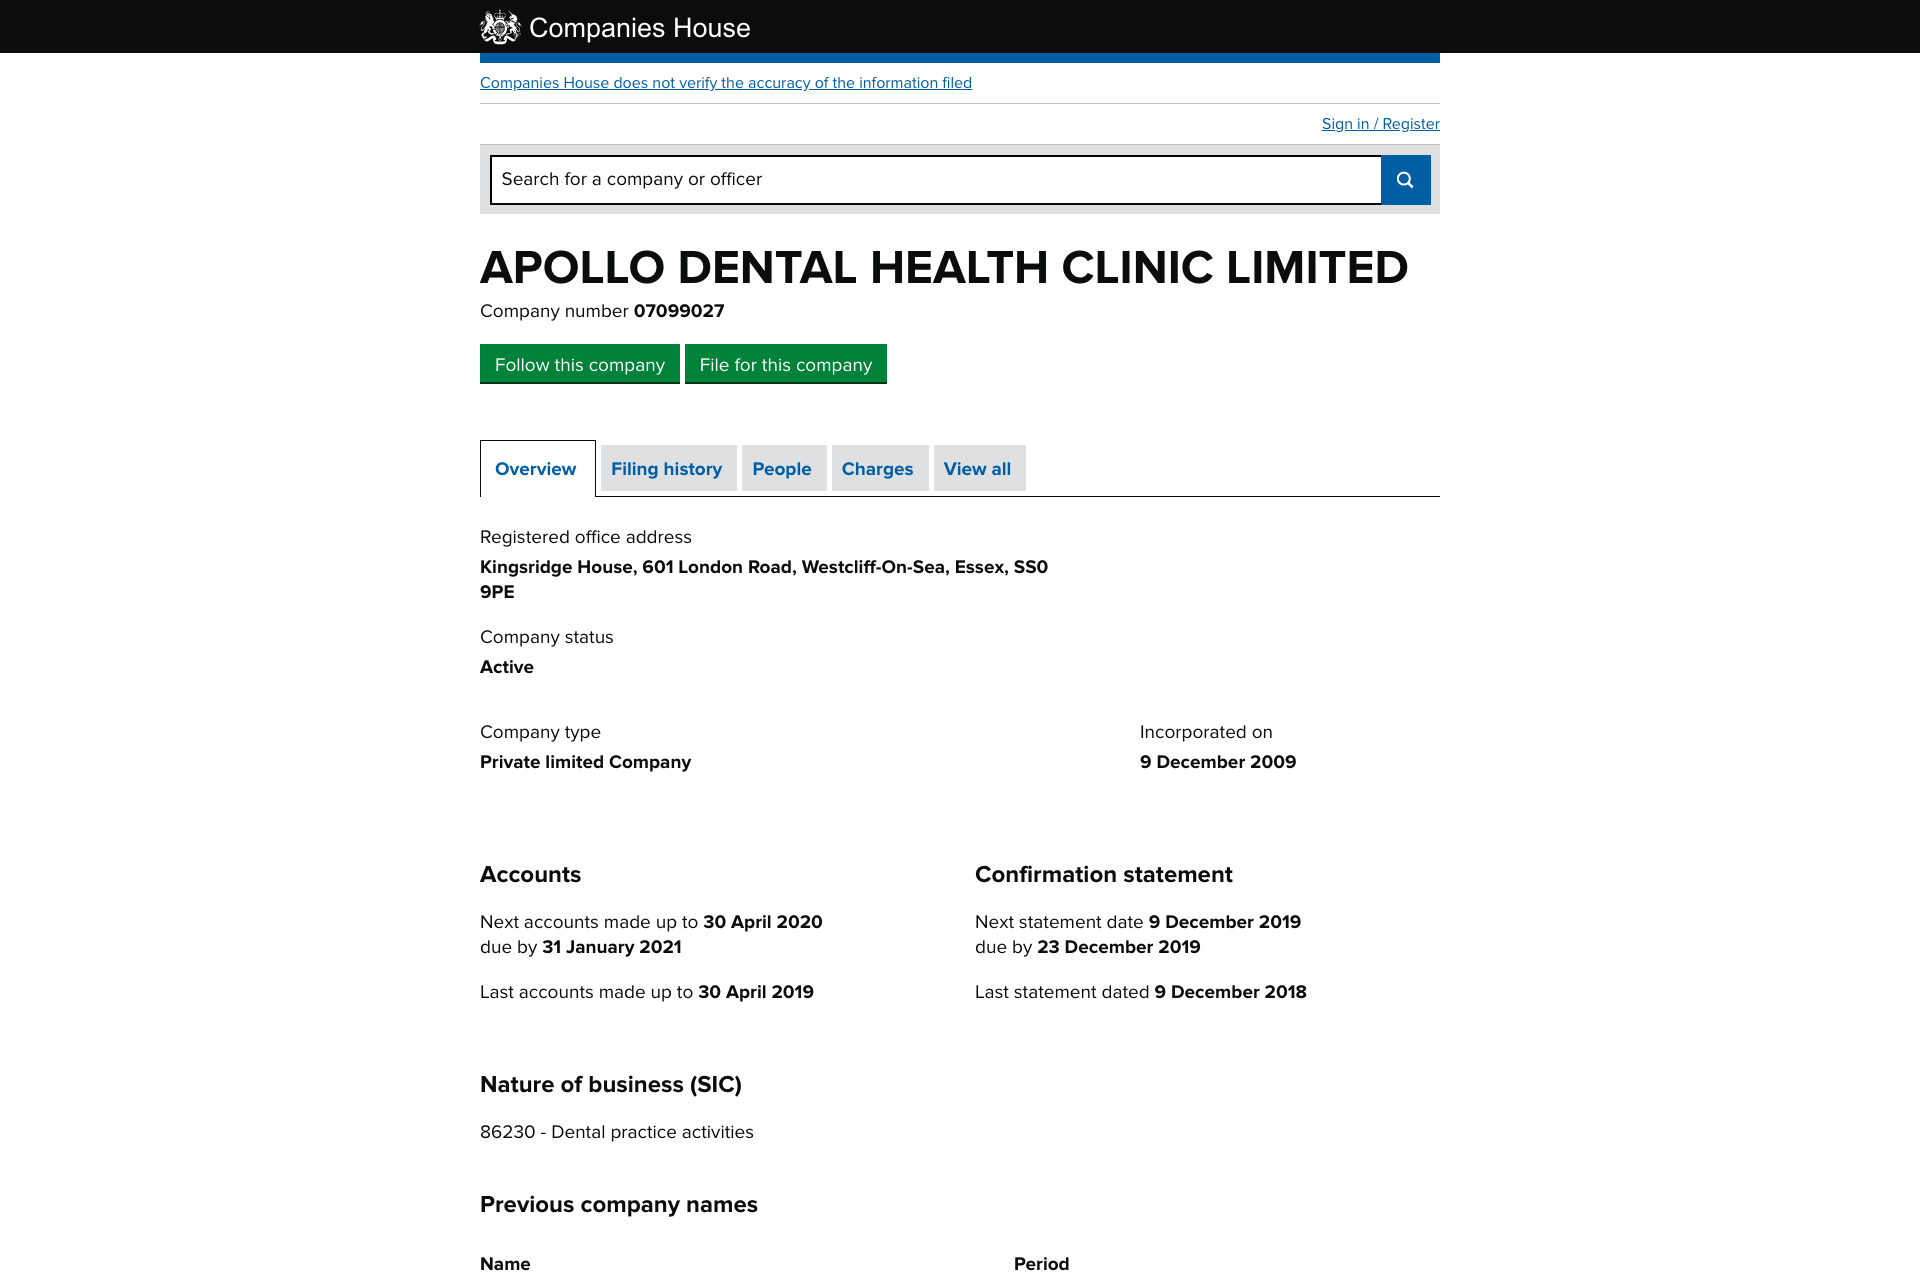 Companies House
Companies House does not verify the accuracy of the information filed
Sign in / Register
Search for a company or officer
APOLLO DENTAL HEALTH CLINIC LIMITED
Company number 07099027
Follow this company File for this company
Overview Filing history People Charges View all
Registered office address
Kingsridge House, 601 London Road, Westcliff-On-Sea, Essex, SS0
9PE
Company status
Active
Company type
Private limited Company
Incorporated on
9 December 2009
Accounts
Next accounts made up to 30 April 2020
due by 31 January 2021
Last accounts made up to 30 April 2019
Confirmation statement
Next statement date 9 December 2019
due by 23 December 2019
Last statement dated 9 December 2018
Nature of business (SIC)
86230 - Dental practice activities
Previous company names
Name Period